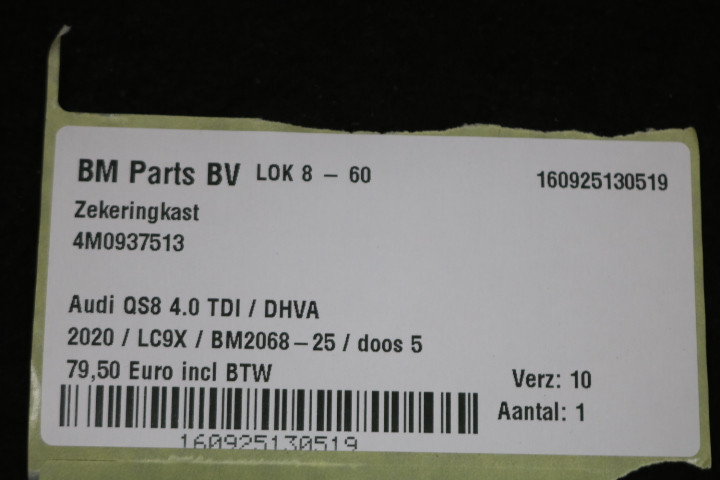 BM Parts BV LOK 8 - 60 160925130519
Zekeringkast
4M0937513
Audi QS8 4.0 TDI / DHVA
2020 / LC9X / BM2068-25 / doos 5
79,50 Euro incl BTW Verz: 10
Aantal: 1
160925130519